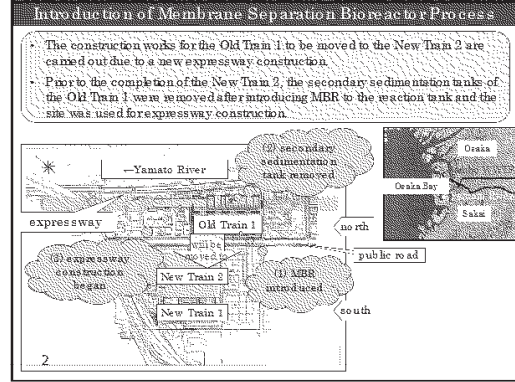 Introduction of Membrane Separation Bioreactor Process
• The construction works for the Old Train 1 to be moved to the New Train 2 are
carried out due to a new expressway construction.
• Prior to the completion of the New Train 2, the secondary sedimentation tanks of
the Old Train 1 were removed after introducing MBR to the reaction tank and the
site was used for expressway construction.
(2) secondary
sedimentation
tank removed
←Yamato River
expressway
Old Train 1
will be
moved to
north
public road
(3) expressway
construction
began
New Train 2
(1) MBR
introduced
New Train 1
south
Osaka
Osaka Bay
Sakai
2